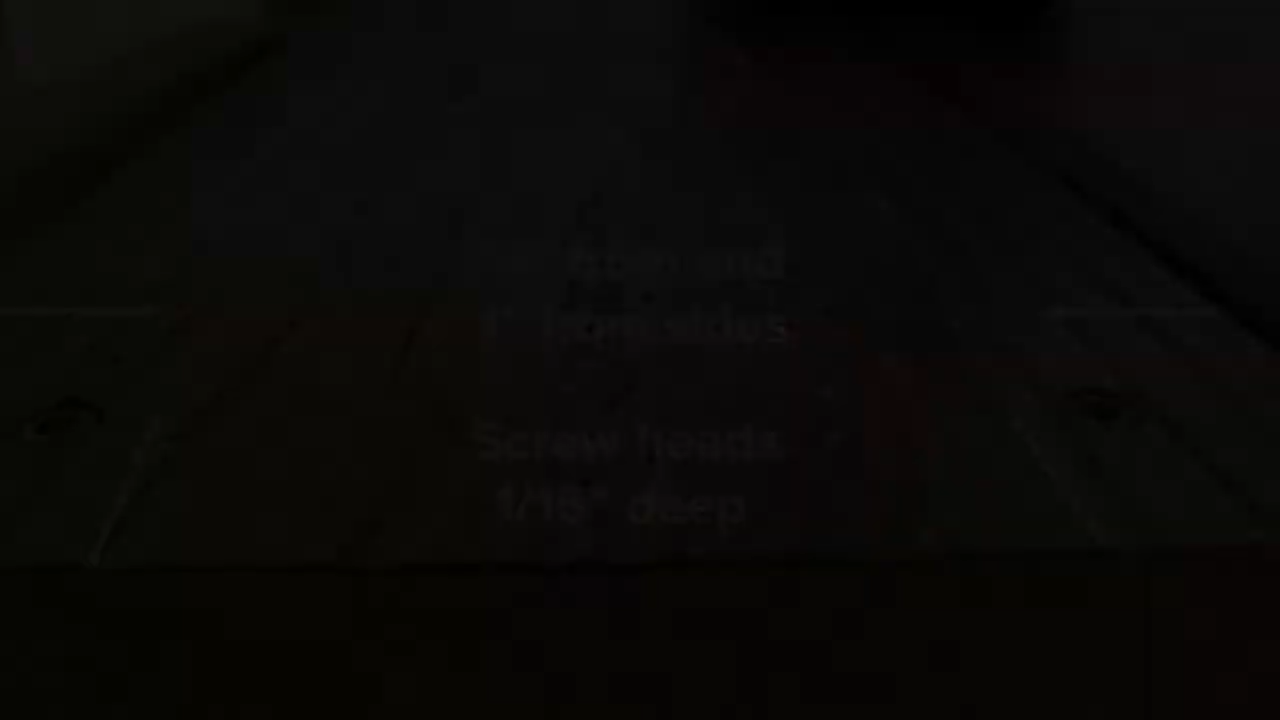 from end
1" from sides
Screw heads
1/16" deep